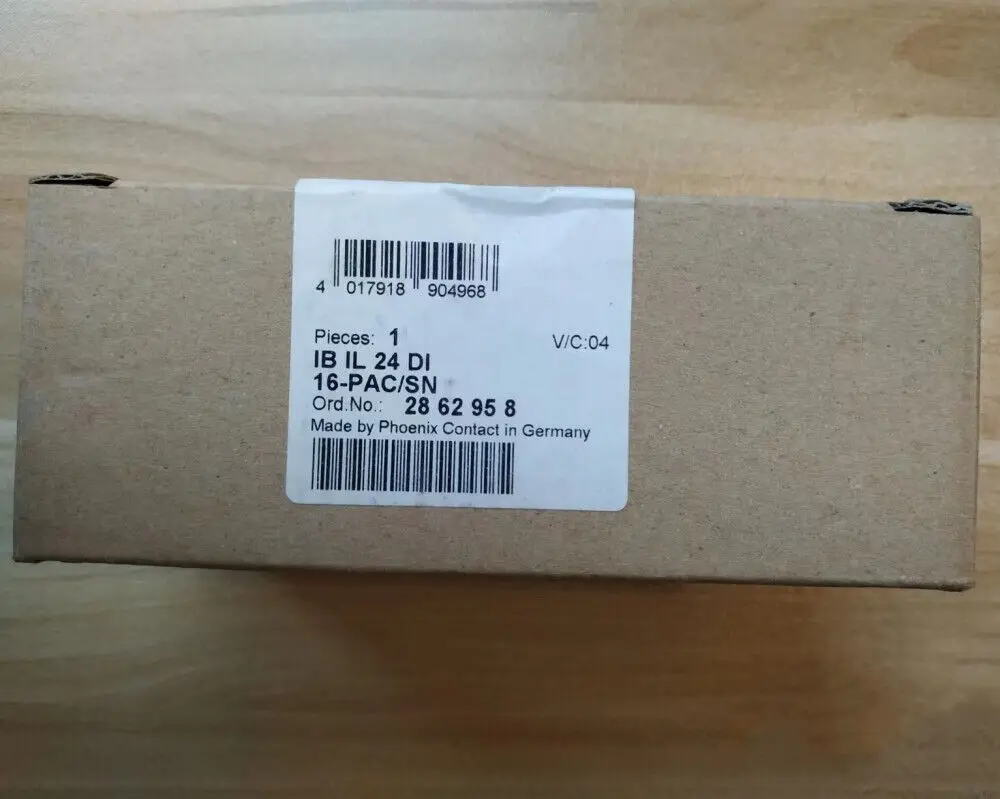 4 017918 904968
Pieces: 1 V/C:04
IB IL 24 DI
16-PAC/SN
Ord.No.: 28 62 95 8
Made by Phoenix Contact in Germany